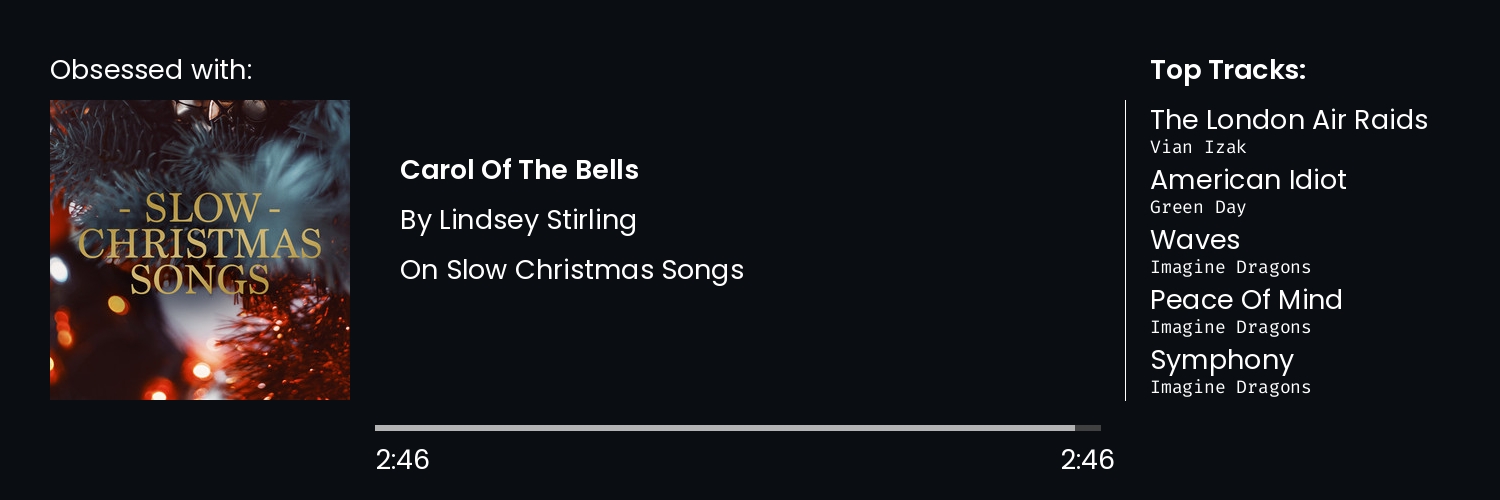 Obsessed with:
- SLOW -
CHRISTMAS
SONGS
Carol Of The Bells
By Lindsey Stirling
On Slow Christmas Songs
2:46
2:46
Top Tracks:
The London Air Raids
Vian Izak
American Idiot
Green Day
Waves
Imagine Dragons
Peace Of Mind
Imagine Dragons
Symphony
Imagine Dragons